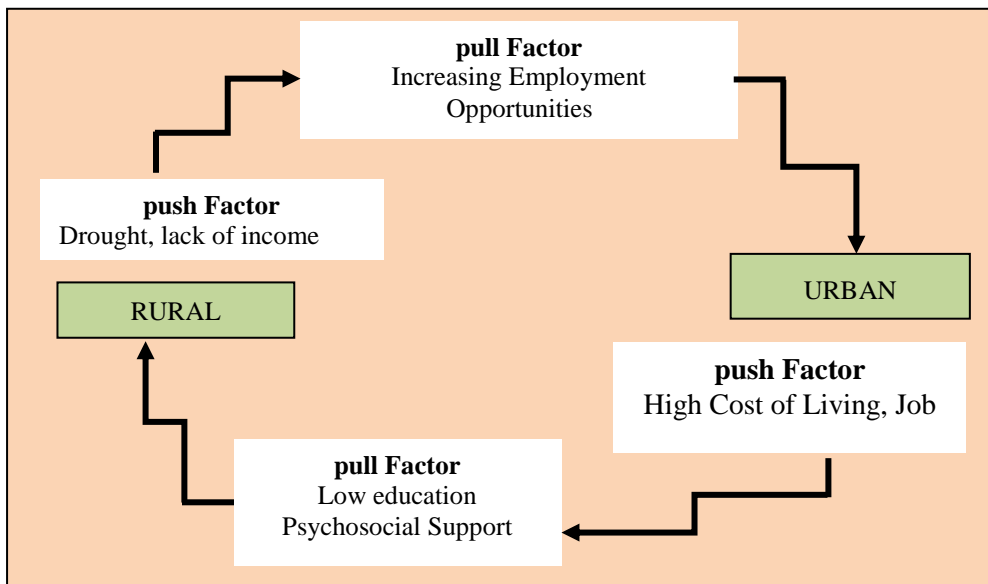 pull Factor
Increasing Employment
Opportunities
push Factor
Drought, lack of income
RURAL
URBAN
push Factor
High Cost of Living, Job
pull Factor
Low education
Psychosocial Support